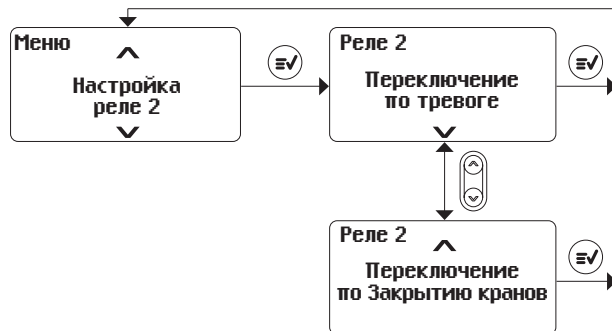 Меню
Настройка
реле 2
Реле 2
Переключение
по тревоге
Реле 2
Переключение
по Закрытию кранов